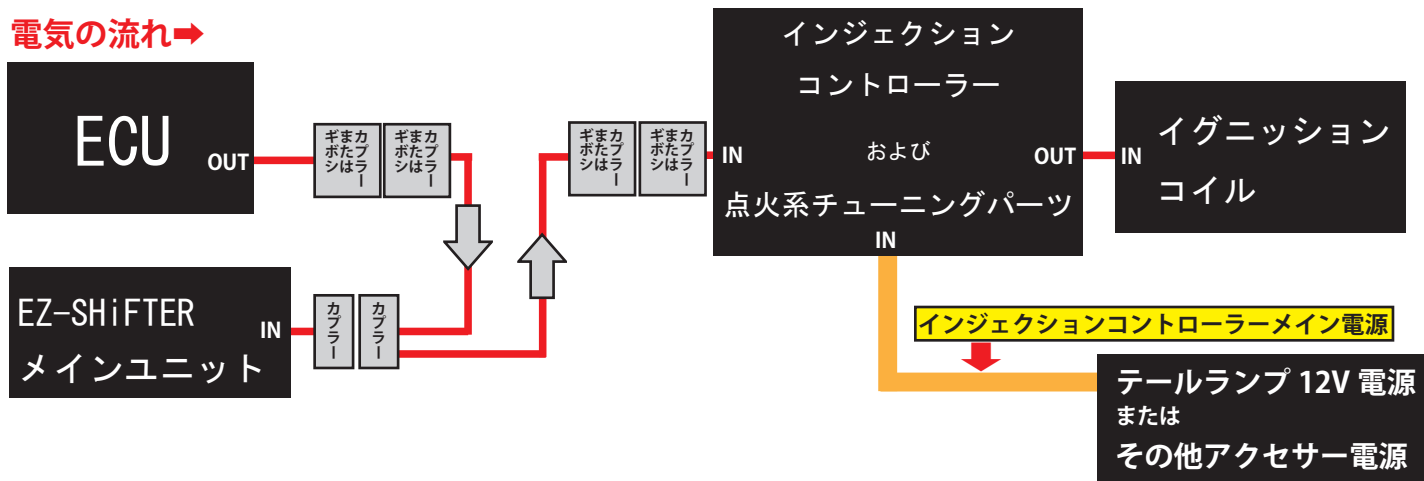 電気の流れ➡
ECU
OUT
カプラー
または
ギボシ
カプラー
または
ギボシ
EZ-SHiFTER
メインユニット
IN
カプラー
カプラー
カプラー
または
ギボシ
カプラー
または
ギボシ
インジェクション
コントローラー
および
点火系チューニングパーツ
IN
OUT
IN
IN
イグニッション
コイル
インジェクションコントローラーメイン電源
テールランプ 12V 電源
または
その他アクセサー電源